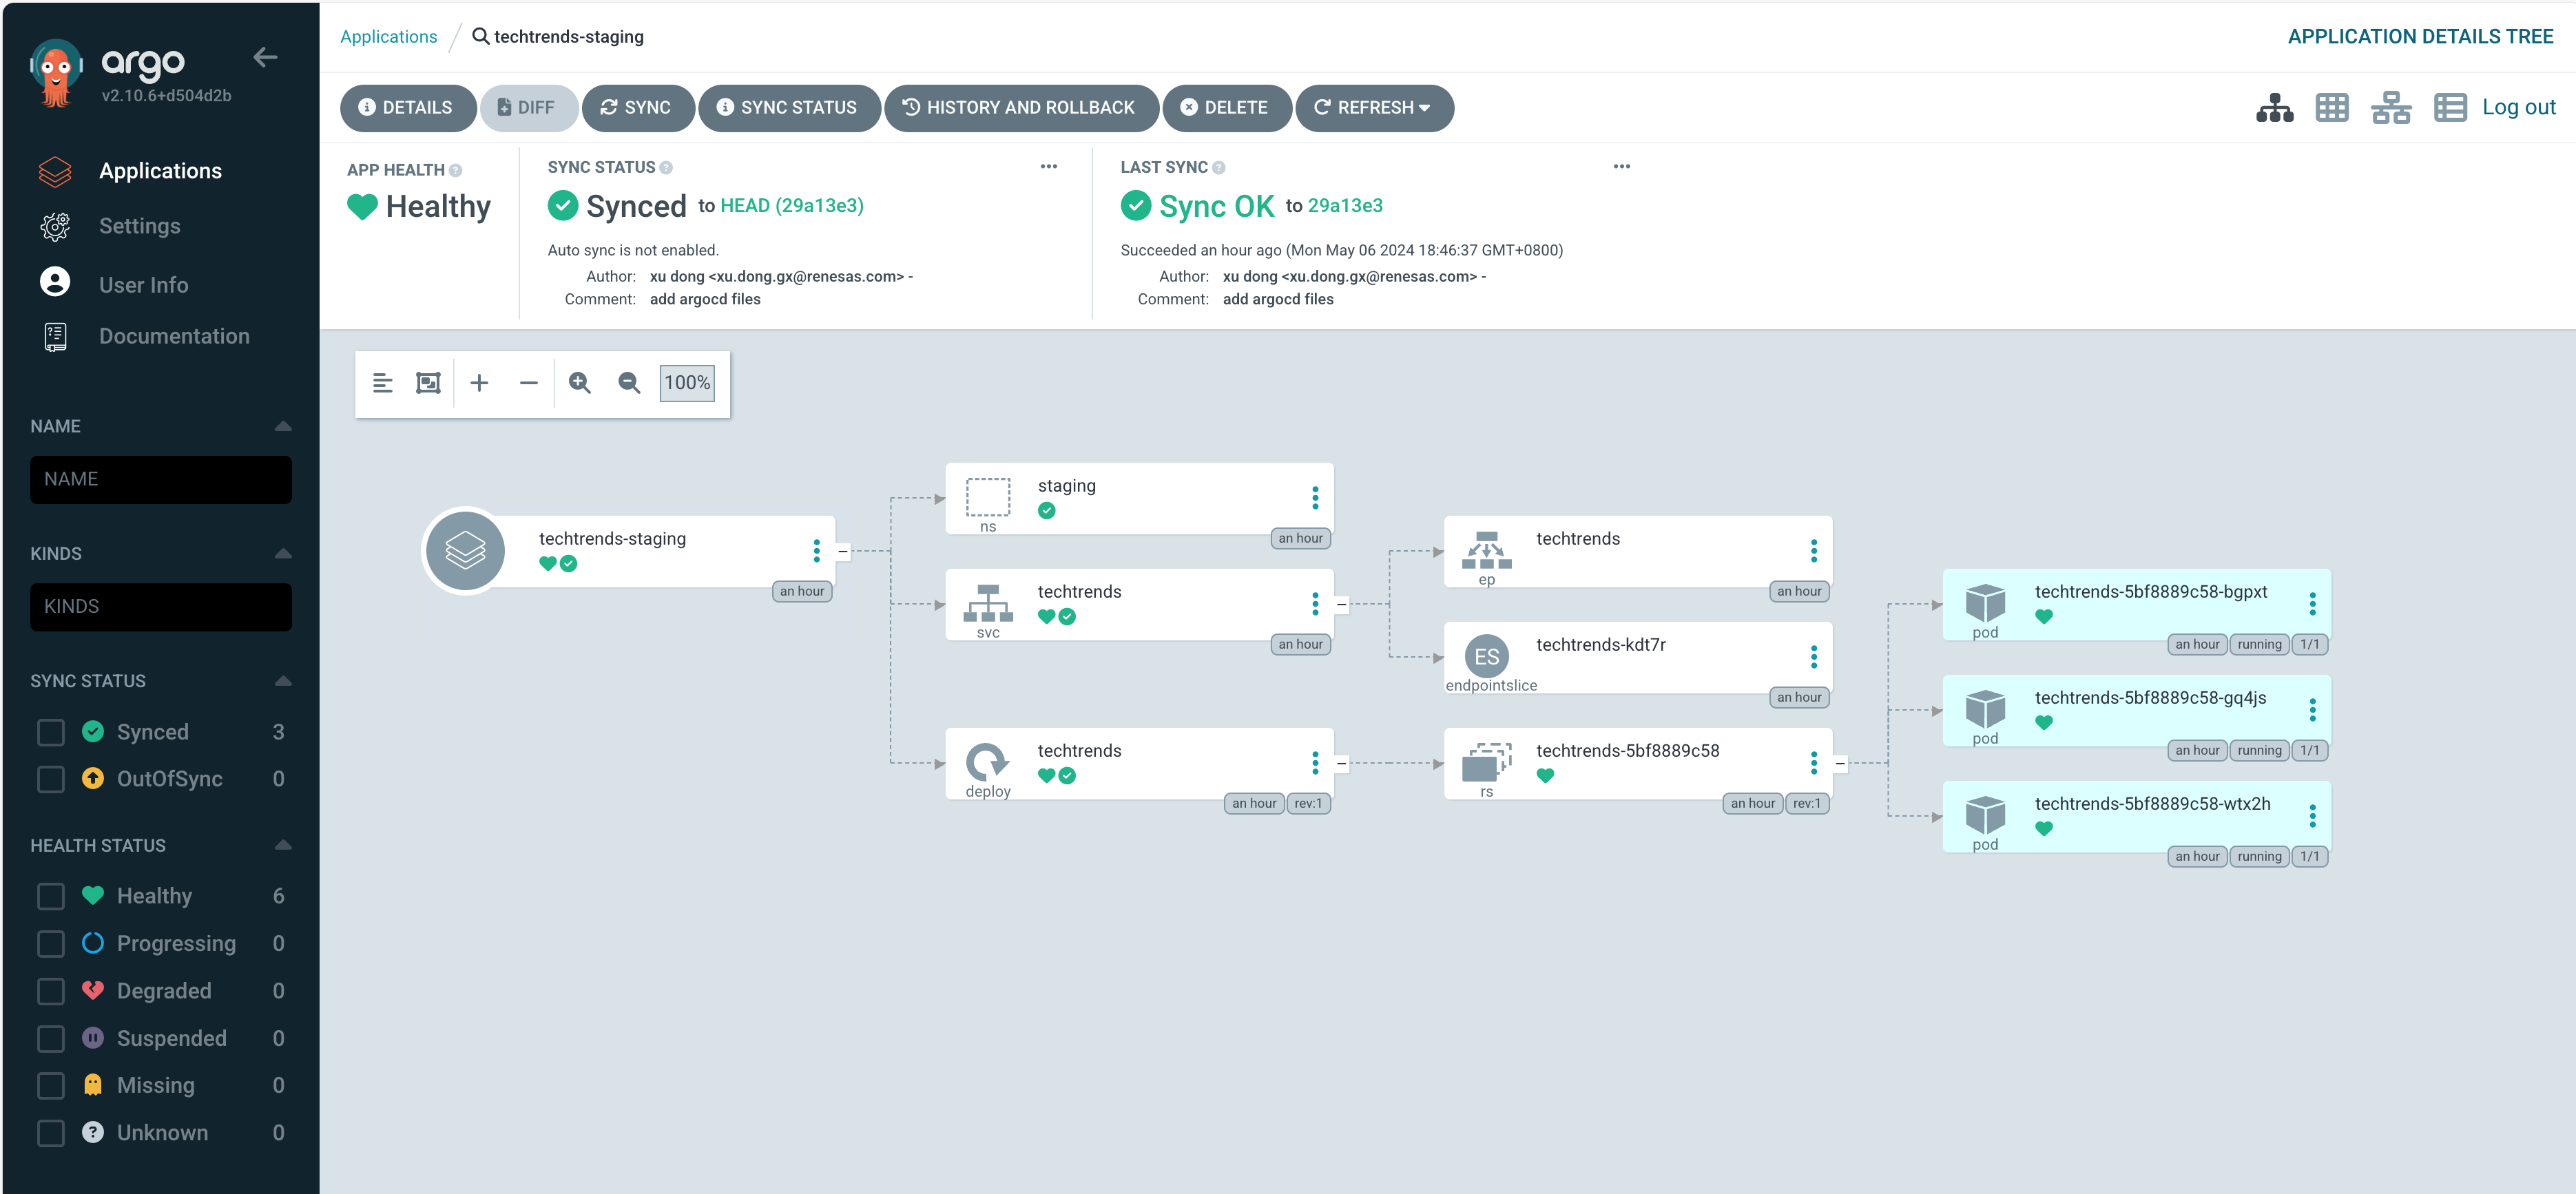 argo
v2.10.6+d504d2b
Applications
Settings
User Info
Documentation
NAME
NAME
KINDS
KINDS
SYNC STATUS
Synced 3
OutOfSync 0
HEALTH STATUS
Healthy 6
Progressing 0
Degraded 0
Suspended 0
Missing 0
Unknown 0
Applications / techtrends-staging
APPLICATION DETAILS TREE
DETAILS DIFF SYNC SYNC STATUS HISTORY AND ROLLBACK DELETE REFRESH
Log out
APP HEALTH
Healthy
SYNC STATUS
Synced to HEAD (29a13e3)
Auto sync is not enabled.
Author: xu dong <xu.dong.gx@renesas.com> -
Comment: add argocd files
LAST SYNC
Sync OK to 29a13e3
Succeeded an hour ago (Mon May 06 2024 18:46:37 GMT+0800)
Author: xu dong <xu.dong.gx@renesas.com> -
Comment: add argocd files
100%
techtrends-staging
an hour
staging
ns
an hour
techtrends
svc
an hour
techtrends
deploy
an hour rev:1
techtrends
ep
an hour
ES
techtrends-kdt7r
endpointslice
an hour
techtrends-5bf8889c58
rs
an hour rev:1
techtrends-5bf8889c58-bgpxt
pod
an hour running 1/1
techtrends-5bf8889c58-gq4js
pod
an hour running 1/1
techtrends-5bf8889c58-wtx2h
pod
an hour running 1/1